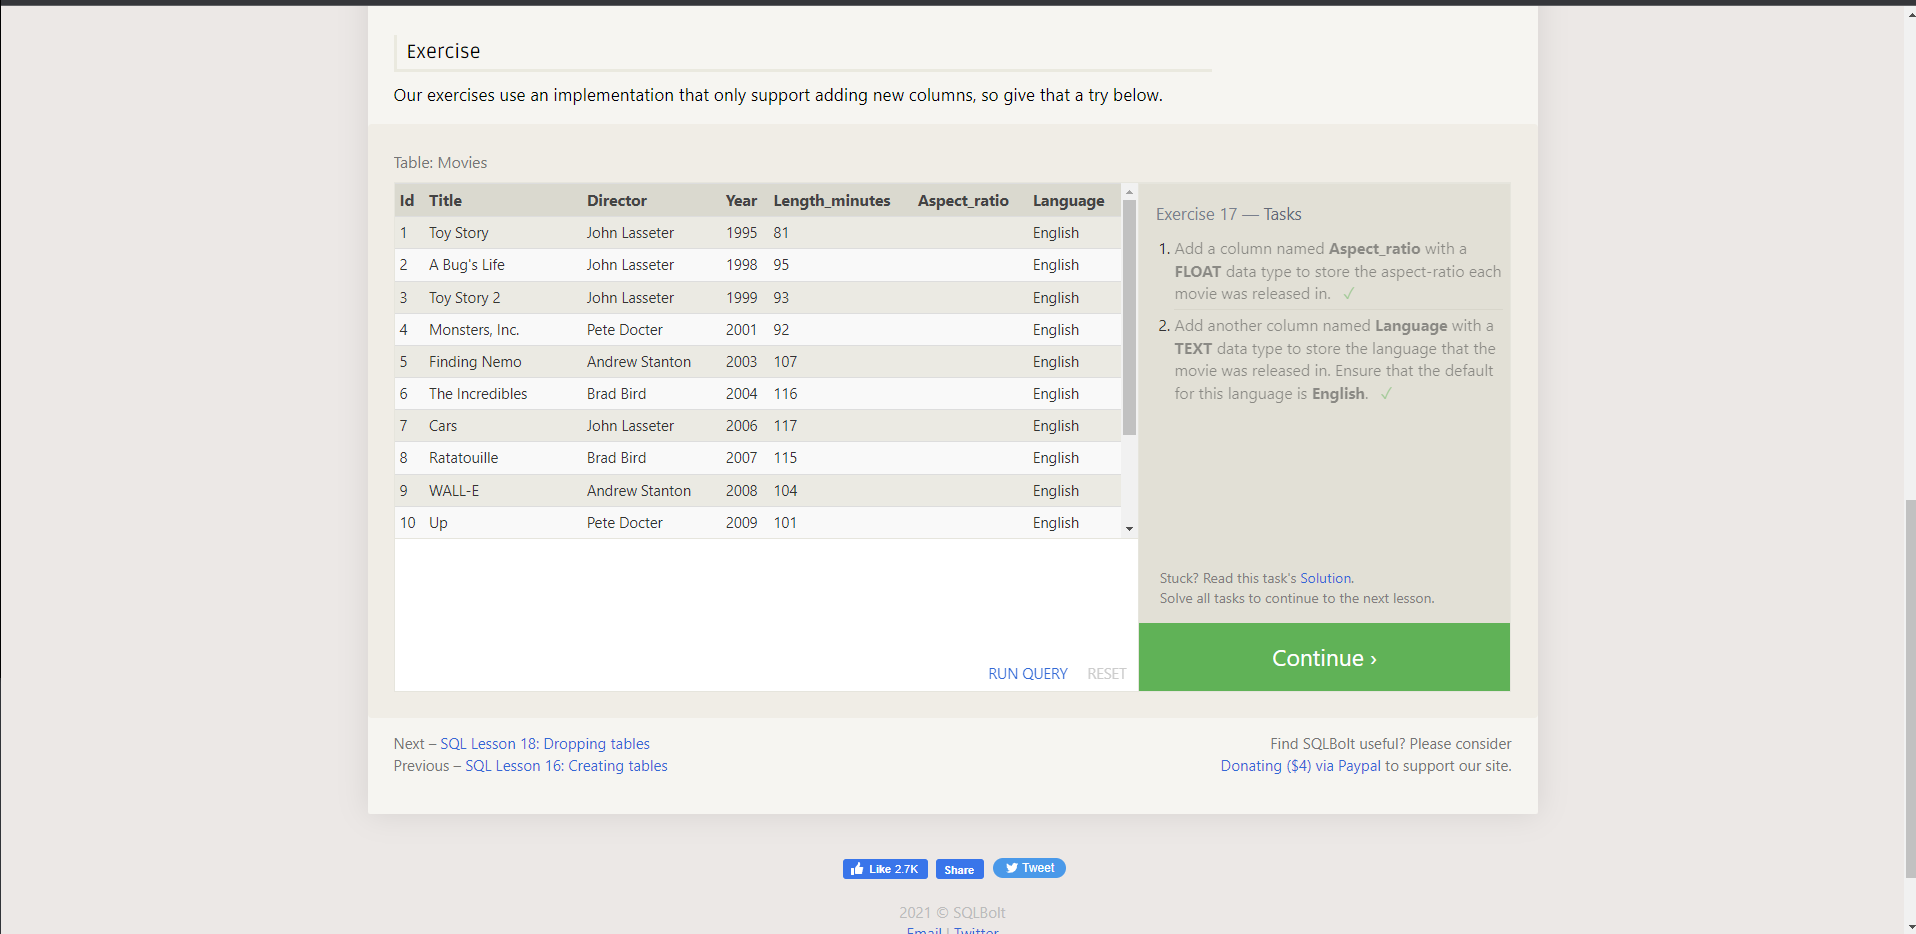 Exercise
Our exercises use an implementation that only support adding new columns, so give that a try below.
Table: Movies
Id Title Director Year Length_minutes Aspect_ratio Language
1 Toy Story John Lasseter 1995 81 English
2 A Bug's Life John Lasseter 1998 95 English
3 Toy Story 2 John Lasseter 1999 93 English
4 Monsters, Inc. Pete Docter 2001 92 English
5 Finding Nemo Andrew Stanton 2003 107 English
6 The Incredibles Brad Bird 2004 116 English
7 Cars John Lasseter 2006 117 English
8 Ratatouille Brad Bird 2007 115 English
9 WALL-E Andrew Stanton 2008 104 English
10 Up Pete Docter 2009 101 English
RUN QUERY RESET
Exercise 17 — Tasks
1. Add a column named Aspect_ratio with a
FLOAT data type to store the aspect-ratio each
movie was released in. ✓
2. Add another column named Language with a
TEXT data type to store the language that the
movie was released in. Ensure that the default
for this language is English. ✓
Stuck? Read this task's Solution.
Solve all tasks to continue to the next lesson.
Continue ›
Next – SQL Lesson 18: Dropping tables
Previous – SQL Lesson 16: Creating tables
Find SQLBolt useful? Please consider
Donating ($4) via Paypal to support our site.
Like 2.7K Share Tweet
2021 © SQLBolt
Email | Twitter